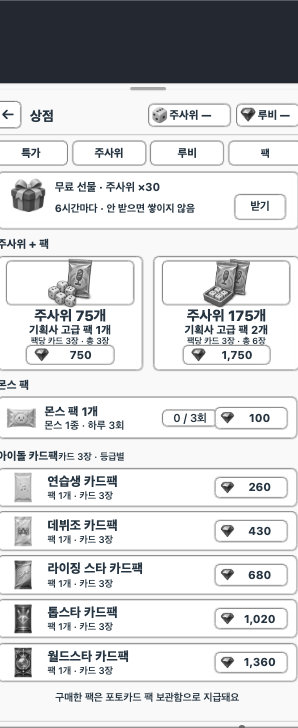 ← 상점
주사위 —
루비 —
특가
주사위
루비
팩
무료 선물 · 주사위 ×30
6시간마다 · 안 받으면 쌓이지 않음
받기
주사위 + 팩
주사위 75개
기획사 고급 팩 1개
팩당 카드 3장 · 총 3장
750
주사위 175개
기획사 고급 팩 2개
팩당 카드 3장 · 총 6장
1,750
몬스 팩
몬스 팩 1개
몬스 1종 · 하루 3회
0 / 3회
100
아이돌 카드팩카드 3장 · 등급별
연습생 카드팩
팩 1개 · 카드 3장
260
데뷔조 카드팩
팩 1개 · 카드 3장
430
라이징 스타 카드팩
팩 1개 · 카드 3장
680
톱스타 카드팩
팩 1개 · 카드 3장
1,020
월드스타 카드팩
팩 1개 · 카드 3장
1,360
구매한 팩은 포토카드 팩 보관함으로 지급돼요